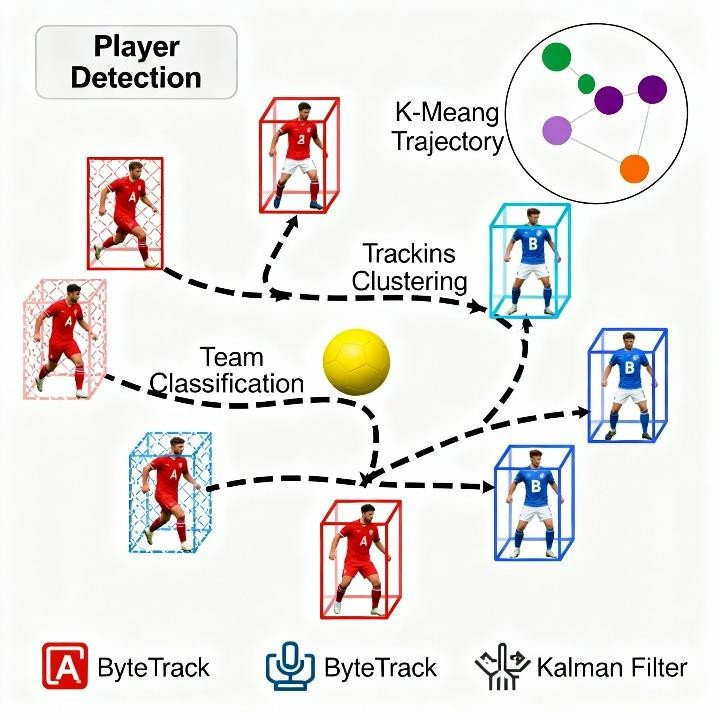 Player
Detection
K-Meang
Trajectory
Trackins
Clustering
Team
Classification
A
A
A
A
B
B
B
A ByteTrack
ByteTrack
Kalman Filter